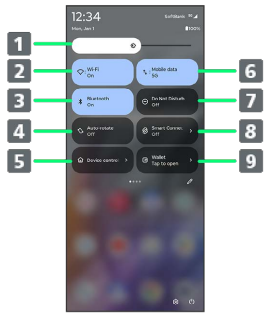 12:34
SoftBank
Mon, Jan 1
100%
1
2
Wi-Fi
On
Mobile data
5G
6
3
Bluetooth
On
Do Not Disturb
Off
7
4
Auto-rotate
Off
Smart Connec
Off
8
5
Device control
Wallet
Tap to open
9